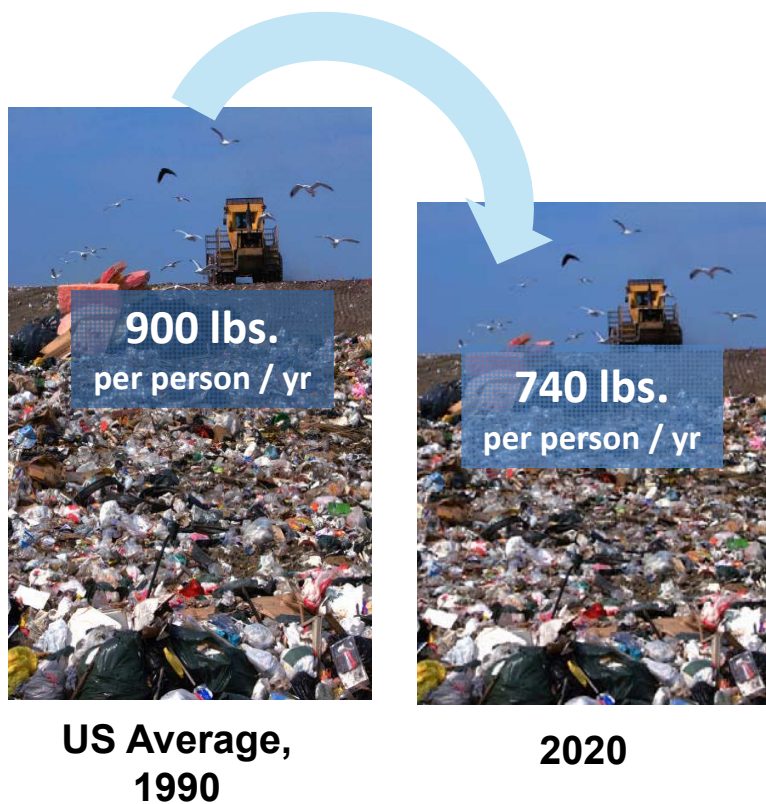 900 lbs.
per person / yr
740 lbs.
per person / yr
US Average,
1990
2020